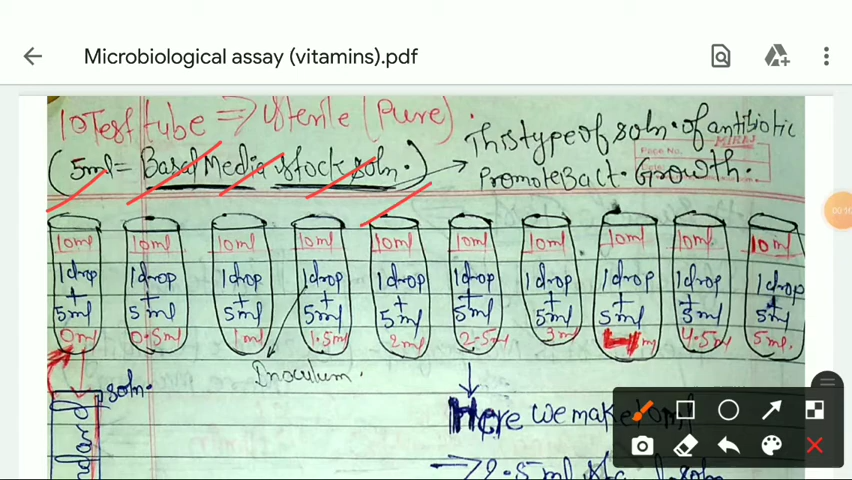 Microbiological assay (vitamins).pdf
10 Test tube ⇒ Sterile (Pure).
(5ml = Basal Media stock soln.) → This type of soln. of antibiotic
promote Bact. Growth.
10ml 10ml 10ml 10ml 10ml 10ml 10ml 10ml 10ml 10ml
1drop 1drop 1drop 1drop 1drop 1drop 1drop 1drop 1drop 1drop
+ + + + + + + + + +
5ml 5ml 5ml 5ml 5ml 5ml 5ml 5ml 5ml 5ml
0ml 0.5ml 1ml 1.5ml 2ml 2.5ml 3ml 4ml 4.5ml 5ml.
Inoculum.
soln.
Here we make
→ 2.5ml